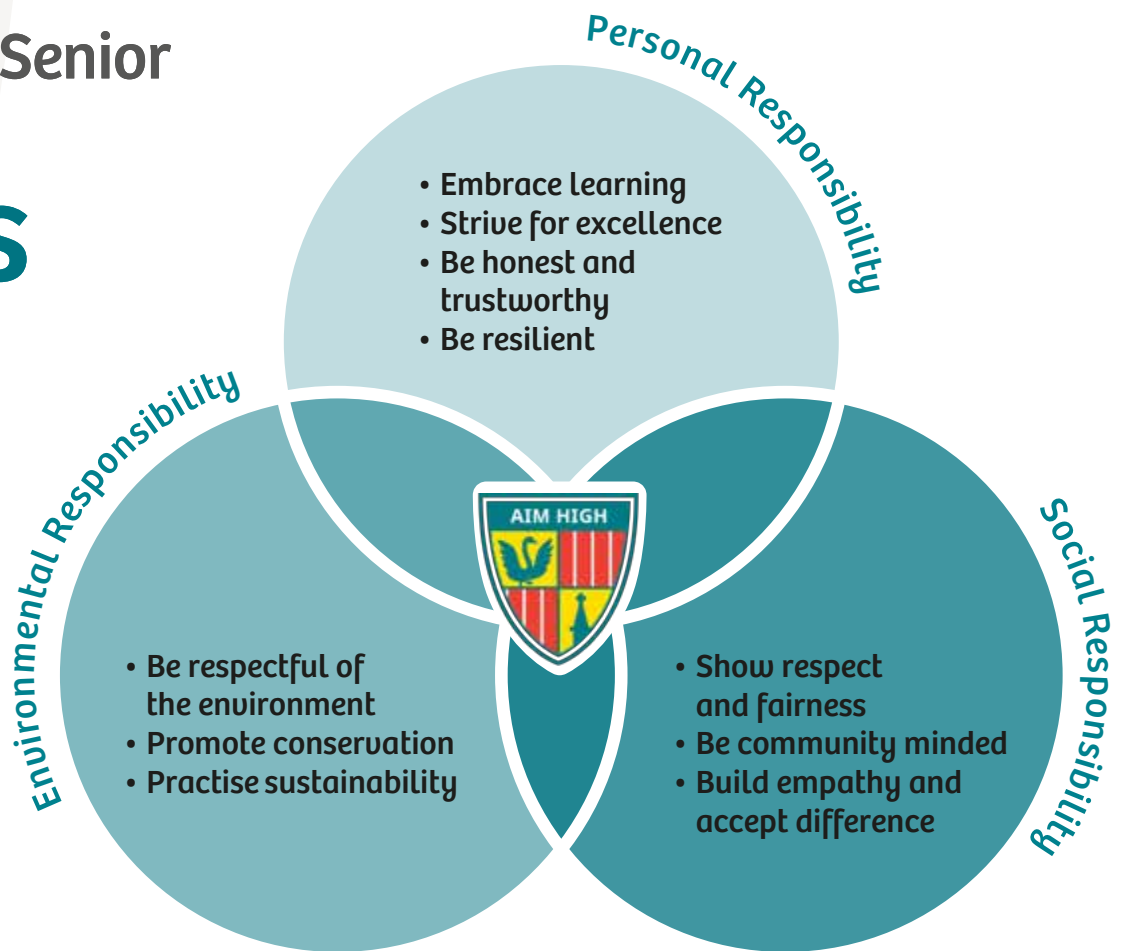 Senior
s
Personal Responsibility
• Embrace learning
• Strive for excellence
• Be honest and
trustworthy
• Be resilient
Environmental Responsibility
• Be respectful of
the environment
• Promote conservation
• Practise sustainability
AIM HIGH
Social Responsibility
• Show respect
and fairness
• Be community minded
• Build empathy and
accept difference